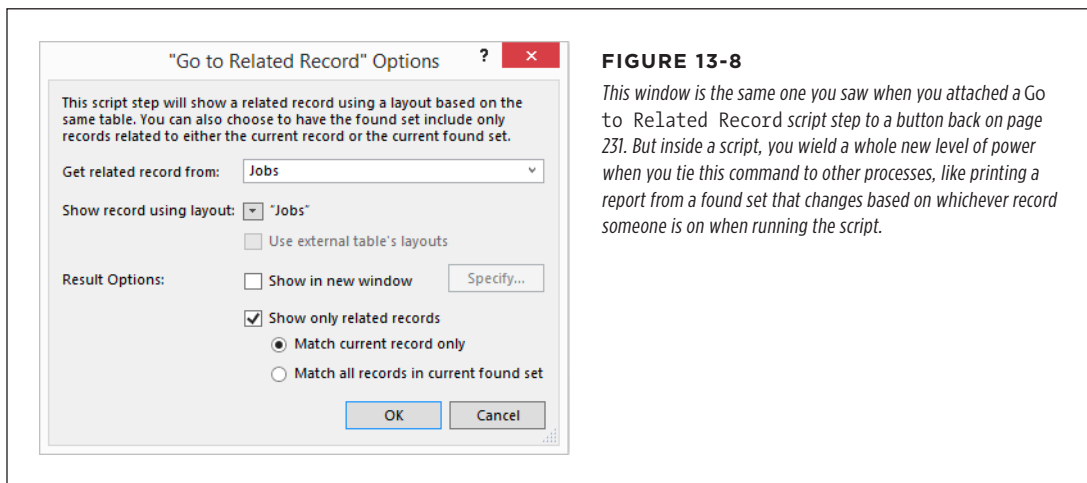 "Go to Related Record" Options
?
×
This script step will show a related record using a layout based on the
same table. You can also choose to have the found set include only
records related to either the current record or the current found set.
Get related record from:
Jobs
Show record using layout:
"Jobs"
Use external table's layouts
Result Options:
Show in new window
Specify...
Show only related records
Match current record only
Match all records in current found set
OK
Cancel
FIGURE 13-8
This window is the same one you saw when you attached a Go
to Related Record script step to a button back on page
231. But inside a script, you wield a whole new level of power
when you tie this command to other processes, like printing a
report from a found set that changes based on whichever record
someone is on when running the script.